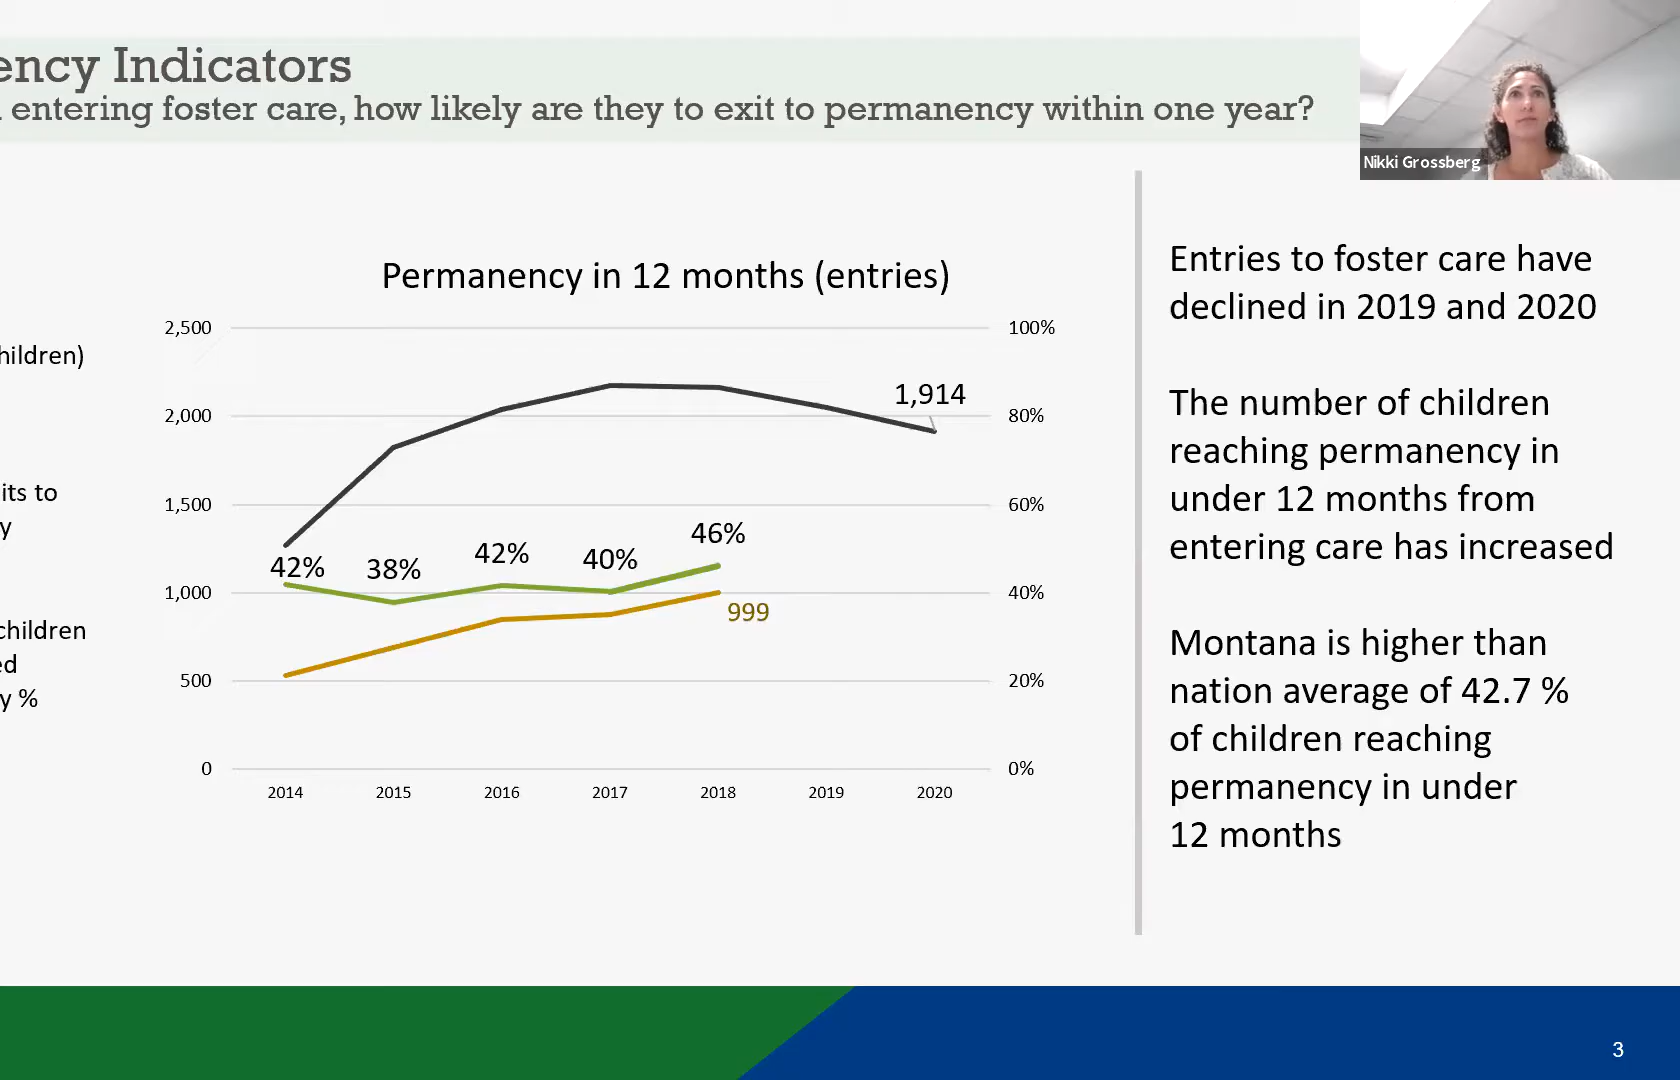 ency Indicators
entering foster care, how likely are they to exit to permanency within one year?
Nikki Grossberg
Permanency in 12 months (entries)
2,500
2,000
1,500
1,000
500
0
100%
80%
60%
40%
20%
0%
1,914
42%
38%
42%
40%
46%
999
2014 2015 2016 2017 2018 2019 2020
hildren)
its to
y
children
ed
y %
Entries to foster care have
declined in 2019 and 2020
The number of children
reaching permanency in
under 12 months from
entering care has increased
Montana is higher than
nation average of 42.7 %
of children reaching
permanency in under
12 months
3